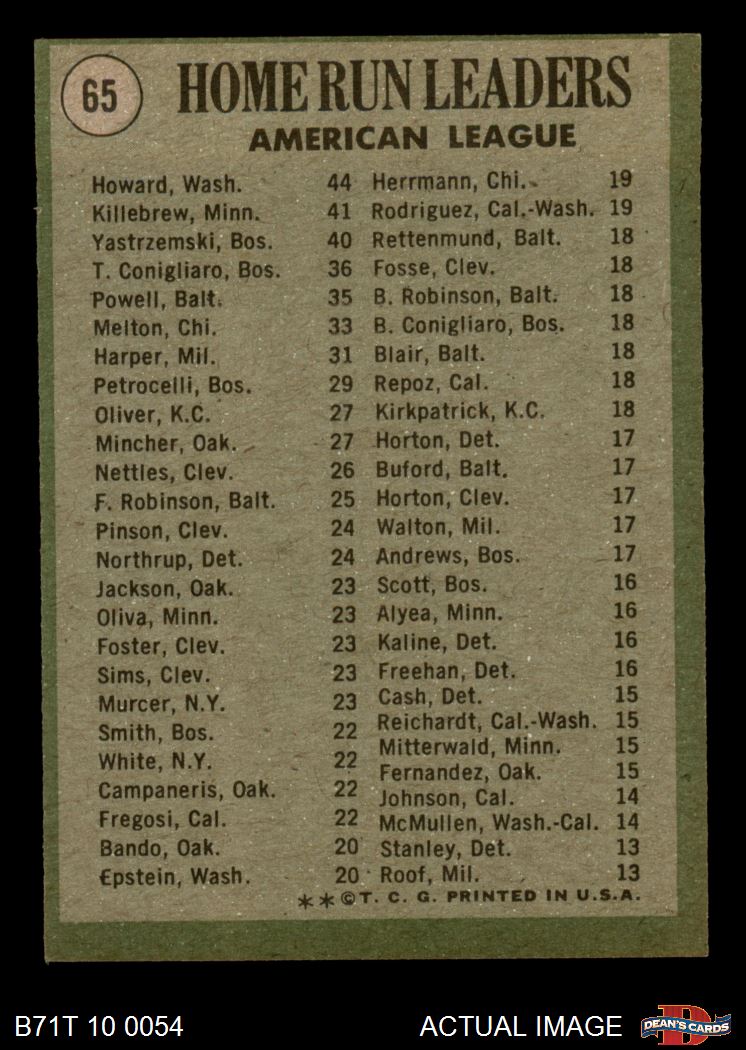 65
HOME RUN LEADERS
AMERICAN LEAGUE
Howard, Wash. 44
Killebrew, Minn. 41
Yastrzemski, Bos. 40
T. Conigliaro, Bos. 36
Powell, Balt. 35
Melton, Chi. 33
Harper, Mil. 31
Petrocelli, Bos. 29
Oliver, K.C. 27
Mincher, Oak. 27
Nettles, Clev. 26
F. Robinson, Balt. 25
Pinson, Clev. 24
Northrup, Det. 24
Jackson, Oak. 23
Oliva, Minn. 23
Foster, Clev. 23
Sims, Clev. 23
Murcer, N.Y. 23
Smith, Bos. 22
White, N.Y. 22
Campaneris, Oak. 22
Fregosi, Cal. 22
Bando, Oak. 20
Epstein, Wash. 20
Herrmann, Chi. 19
Rodriguez, Cal.-Wash. 19
Rettenmund, Balt. 18
Fosse, Clev. 18
B. Robinson, Balt. 18
B. Conigliaro, Bos. 18
Blair, Balt. 18
Repoz, Cal. 18
Kirkpatrick, K.C. 18
Horton, Det. 17
Buford, Balt. 17
Horton, Clev. 17
Walton, Mil. 17
Andrews, Bos. 17
Scott, Bos. 16
Alyea, Minn. 16
Kaline, Det. 16
Freehan, Det. 16
Cash, Det. 15
Reichardt, Cal.-Wash. 15
Mitterwald, Minn. 15
Fernandez, Oak. 15
Johnson, Cal. 14
McMullen, Wash.-Cal. 14
Stanley, Det. 13
Roof, Mil. 13
**©T. C. G. PRINTED IN U.S.A.
B71T 10 0054
ACTUAL IMAGE
D
DEAN'S CARDS